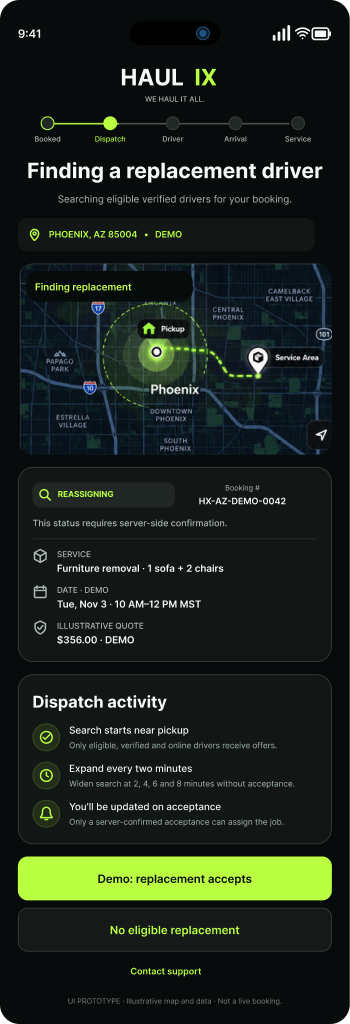 9:41
HAUL IX
WE HAUL IT ALL.
Booked
Dispatch
Driver
Arrival
Service
Finding a replacement driver
Searching eligible verified drivers for your booking.
PHOENIX, AZ 85004 • DEMO
Finding replacement
ENCANTO
17
CAMELBACK
EAST VILLAGE
CENTRAL
PHOENIX
101
Pickup
Service Area
PAPAGO
PARK
10
Phoenix
ESTRELLA
VILLAGE
DOWNTOWN
PHOENIX
SOUTH
PHOENIX
REASSIGNING
Booking #
HX-AZ-DEMO-0042
This status requires server-side confirmation.
SERVICE
Furniture removal · 1 sofa + 2 chairs
DATE · DEMO
Tue, Nov 3 · 10 AM–12 PM MST
ILLUSTRATIVE QUOTE
$356.00 · DEMO
Dispatch activity
Search starts near pickup
Only eligible, verified and online drivers receive offers.
Expand every two minutes
Widen search at 2, 4, 6 and 8 minutes without acceptance.
You'll be updated on acceptance
Only a server-confirmed acceptance can assign the job.
Demo: replacement accepts
No eligible replacement
Contact support
UI PROTOTYPE · Illustrative map and data · Not a live booking.